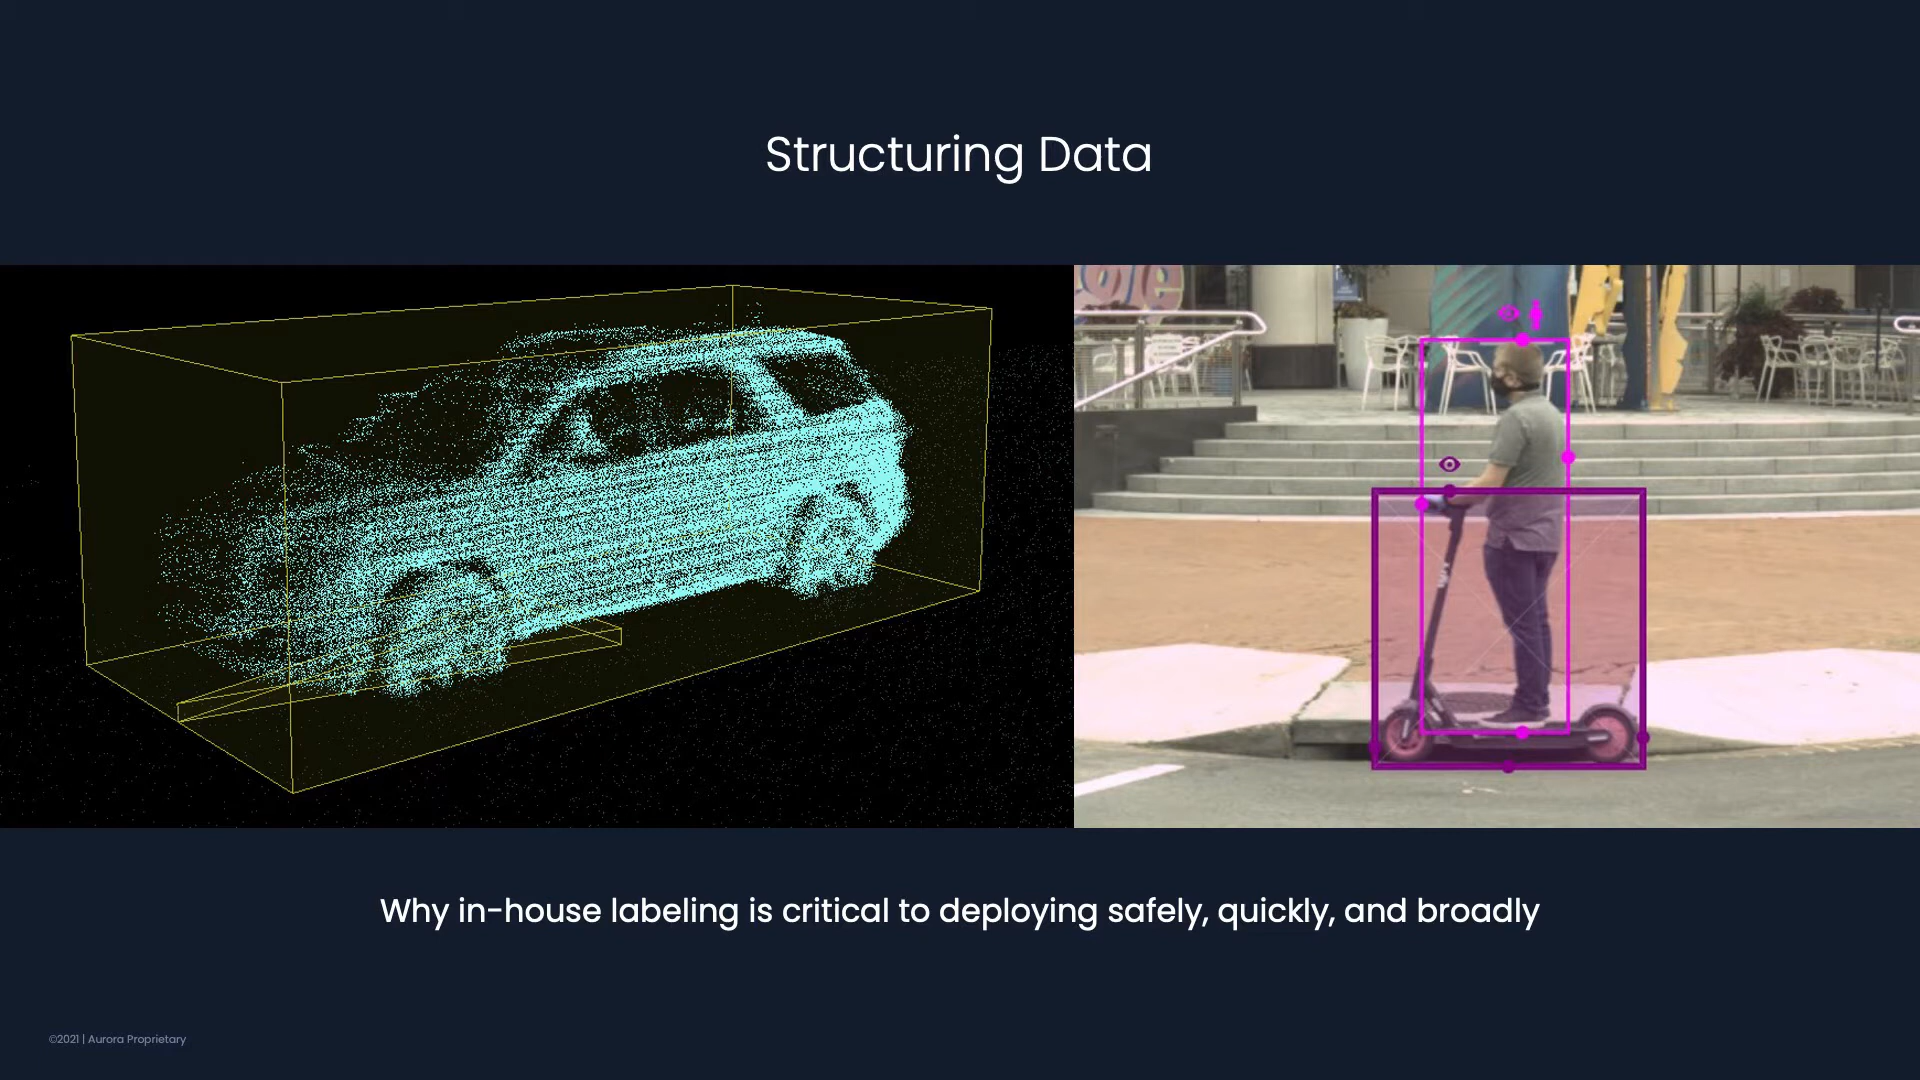 Structuring Data
Why in-house labeling is critical to deploying safely, quickly, and broadly
©2021 | Aurora Proprietary